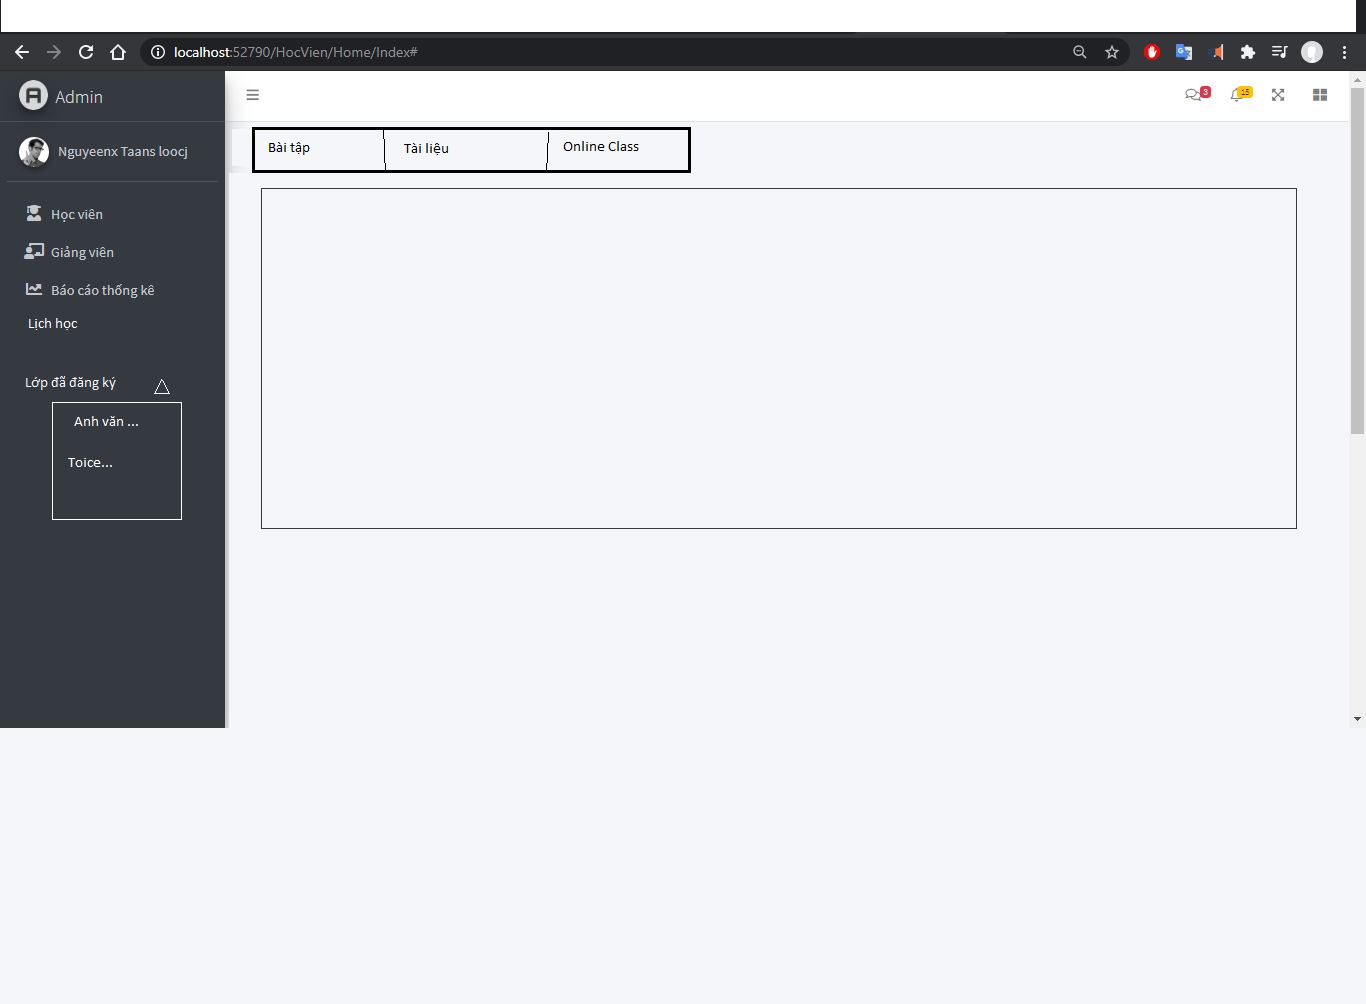 localhost:52790/HocVien/Home/Index#
Admin
3
15
Nguyeenx Taans loocj
Bài tập
Tài liệu
Online Class
Học viên
Giảng viên
Báo cáo thống kê
Lịch học
Lớp đã đăng ký
Anh văn ...
Toice...